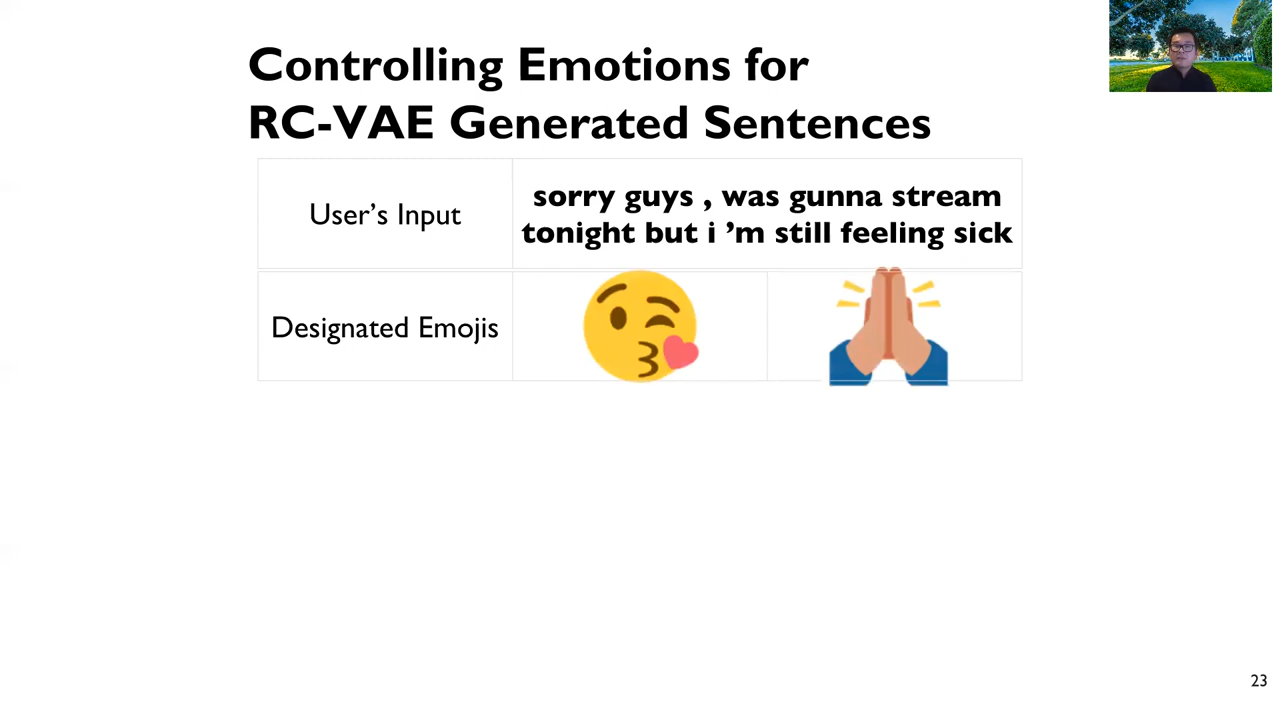 Controlling Emotions for
RC-VAE Generated Sentences
User’s Input
sorry guys , was gunna stream
tonight but i ’m still feeling sick
Designated Emojis
23